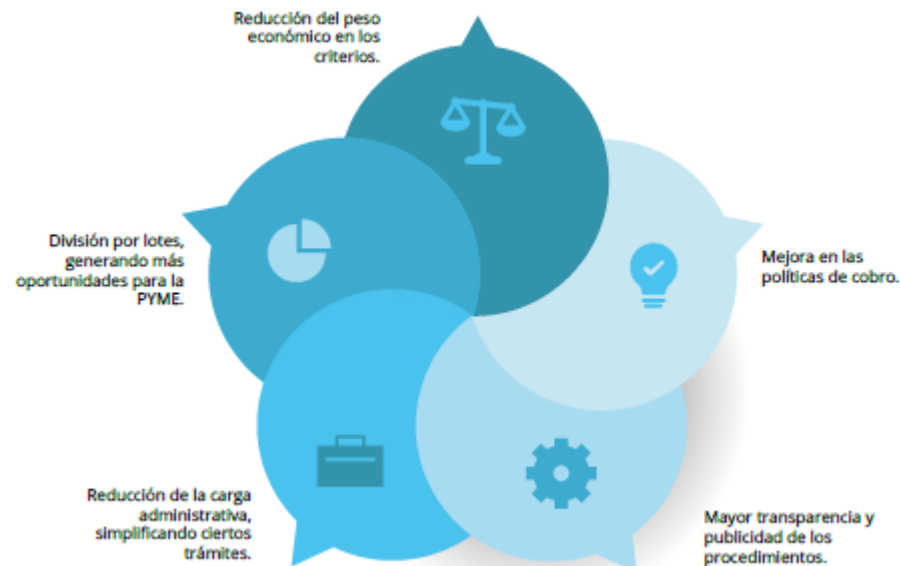 Reducción del peso
económico en los
criterios.
División por lotes,
generando más
oportunidades para la
PYME.
Mejora en las
políticas de cobro.
Reducción de la carga
administrativa,
simplificando ciertos
trámites.
Mayor transparencia y
publicidad de los
procedimientos.